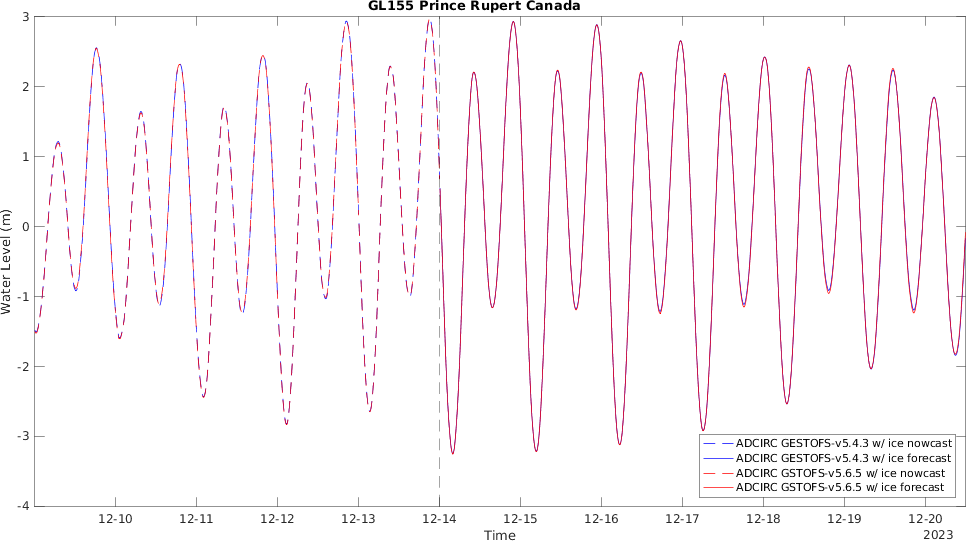 GL155 Prince Rupert Canada
3
2
1
0
-1
-2
-3
-4
Water Level (m)
ADCIRC GESTOFS-v5.4.3 w/ ice nowcast
ADCIRC GESTOFS-v5.4.3 w/ ice forecast
ADCIRC GSTOFS-v5.6.5 w/ ice nowcast
ADCIRC GSTOFS-v5.6.5 w/ ice forecast
12-10 12-11 12-12 12-13 12-14 12-15 12-16 12-17 12-18 12-19 12-20
Time 2023